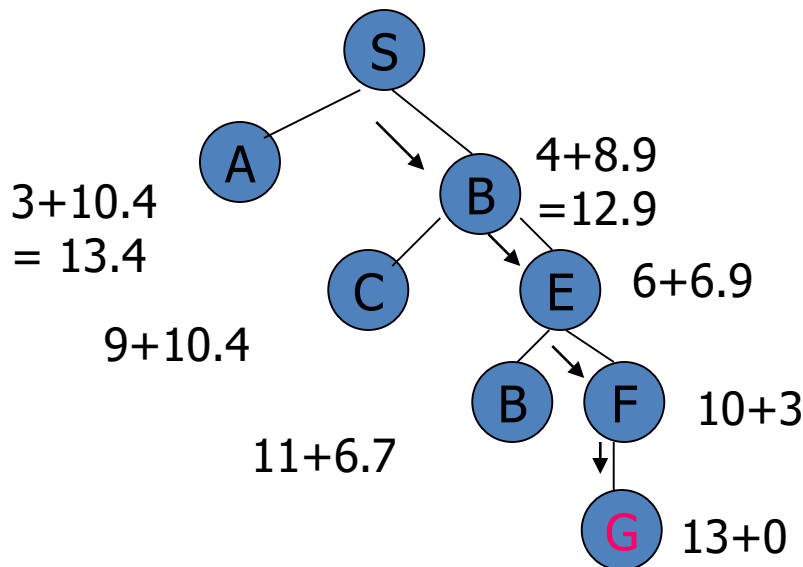 S
A
B
4+8.9
=12.9
3+10.4
= 13.4
C
E
6+6.9
9+10.4
B
F
10+3
11+6.7
G
13+0